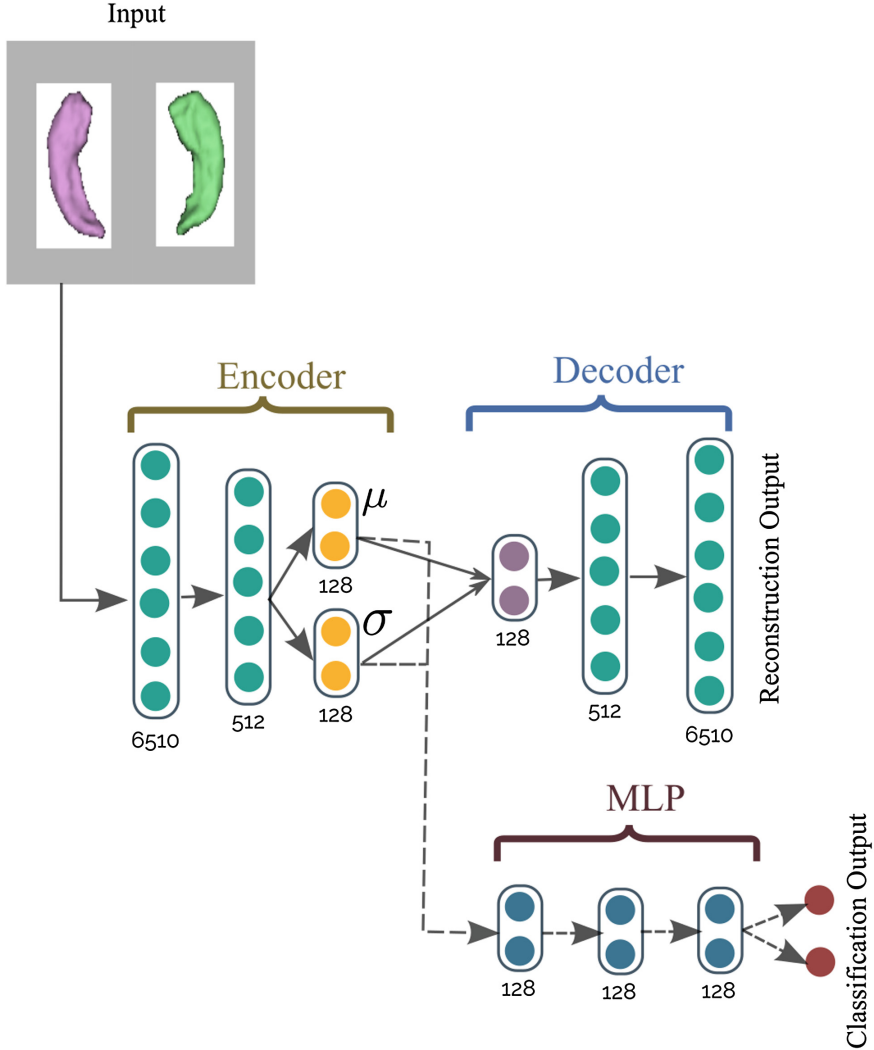 Input
Encoder
Decoder
μ
128
σ
128
6510
512
128
512
6510
Reconstruction Output
MLP
128
128
128
Classification Output